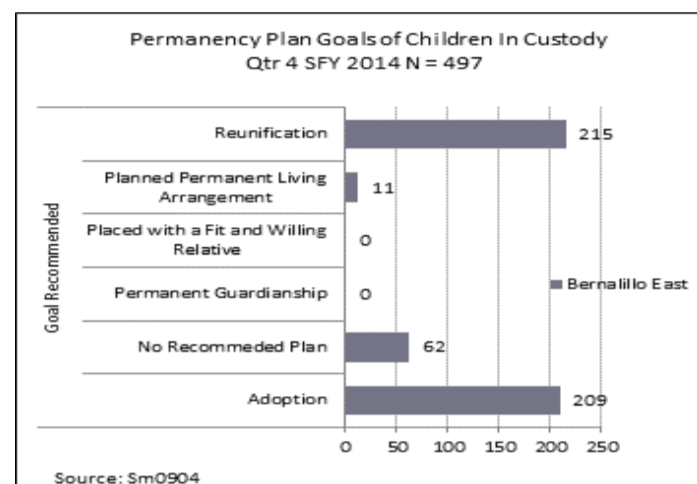 Permanency Plan Goals of Children In Custody
Qtr 4 SFY 2014 N = 497
Goal Recommended
Reunification
215
Planned Permanent Living
Arrangement
11
Placed with a Fit and Willing
Relative
0
Permanent Guardianship
0
Bernalillo East
No Recommeded Plan
62
Adoption
209
0 50 100 150 200 250
Source: Sm0904